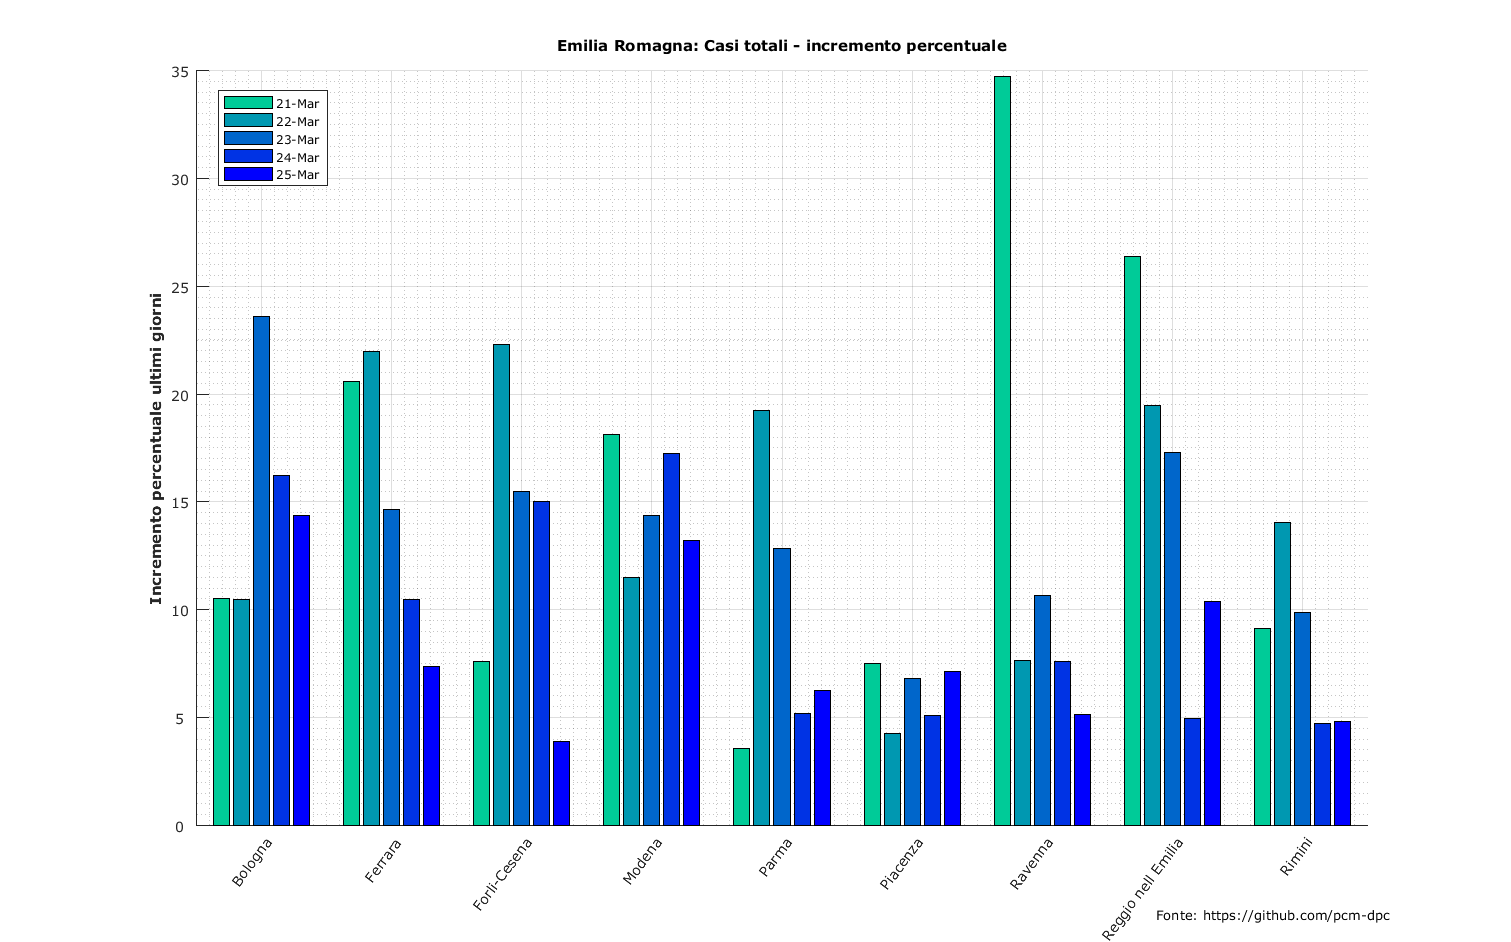 Emilia Romagna: Casi totali - incremento percentuale
Incremento percentuale ultimi giorni
35
30
25
20
15
10
5
0
21-Mar
22-Mar
23-Mar
24-Mar
25-Mar
Bologna
Ferrara
Forlì-Cesena
Modena
Parma
Piacenza
Ravenna
Reggio nell Emilia
Rimini
Fonte: https://github.com/pcm-dpc